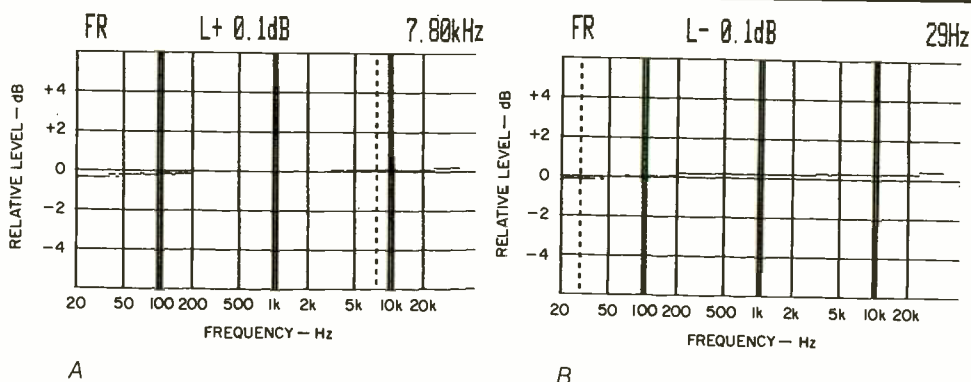 FR L+ 0.1dB 7.80kHz
RELATIVE LEVEL — dB
+4
+2
0
−2
−4
20 50 100 200 500 1k 2k 5k 10k 20k
FREQUENCY — Hz
A
FR L− 0.1dB 29Hz
RELATIVE LEVEL — dB
+4
+2
0
−2
−4
20 50 100 200 500 1k 2k 5k 10k 20k
FREQUENCY — Hz
B